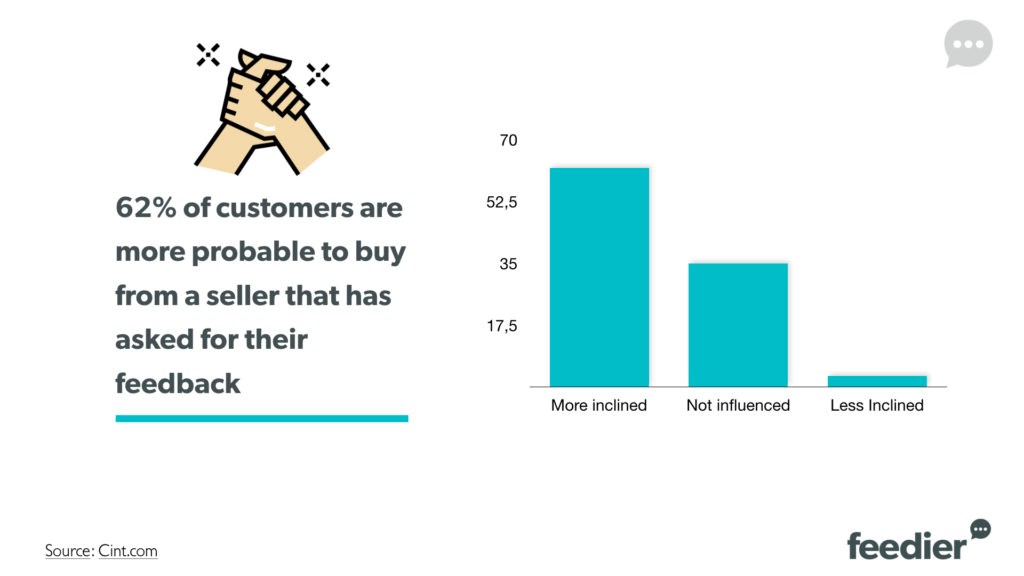 62% of customers are
more probable to buy
from a seller that has
asked for their
feedback
70
52,5
35
17,5
More inclined
Not influenced
Less Inclined
Source: Cint.com
feedier